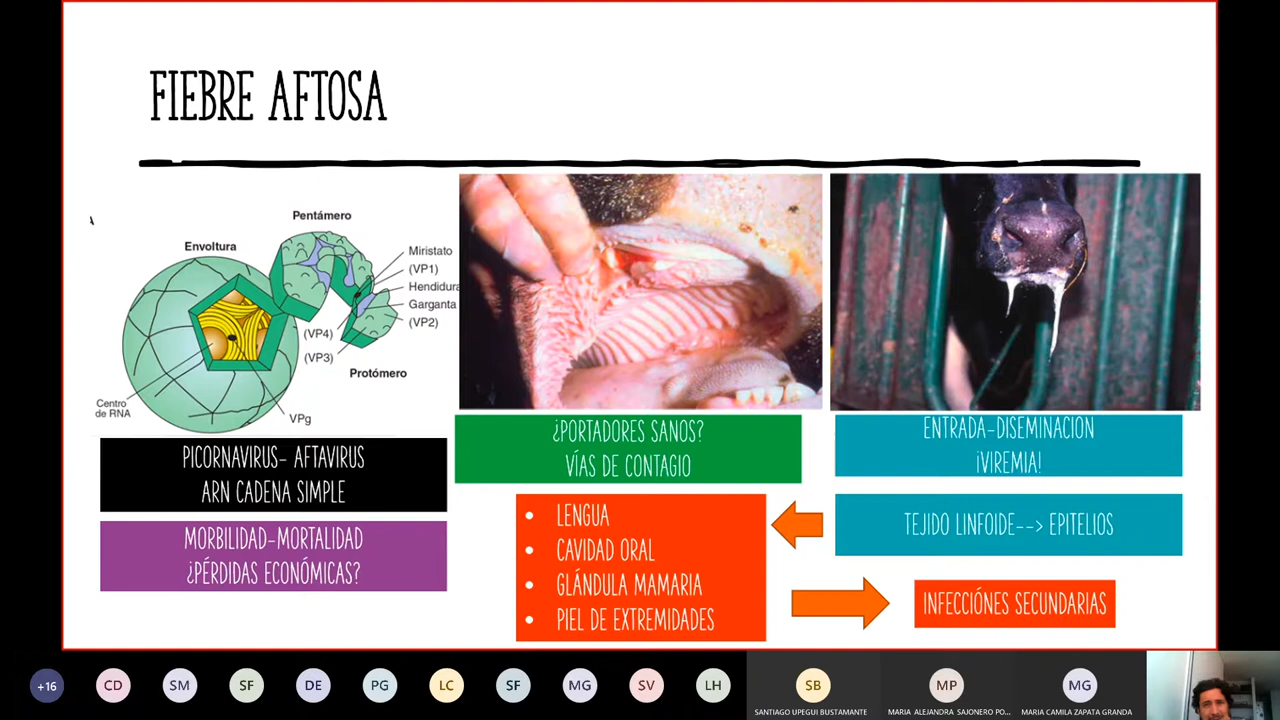 FIEBRE AFTOSA
A
Pentámero
Envoltura
Miristato
(VP1)
Hendidura
Garganta
(VP2)
(VP4)
(VP3)
Protómero
Centro
de RNA
VPg
PICORNAVIRUS- AFTAVIRUS
ARN CADENA SIMPLE
MORBILIDAD-MORTALIDAD
¿PÉRDIDAS ECONÓMICAS?
¿PORTADORES SANOS?
VÍAS DE CONTAGIO
ENTRADA-DISEMINACION
¡VIREMIA!
TEJIDO LINFOIDE--> EPITELIOS
• LENGUA
• CAVIDAD ORAL
• GLÁNDULA MAMARIA
• PIEL DE EXTREMIDADES
INFECCIÓNES SECUNDARIAS
+16
CD
SM
SF
DE
PG
LC
SF
MG
SV
LH
SB
SANTIAGO UPEGUI BUSTAMANTE
MP
MARIA ALEJANDRA SAJONERO PO...
MG
MARIA CAMILA ZAPATA GRANDA